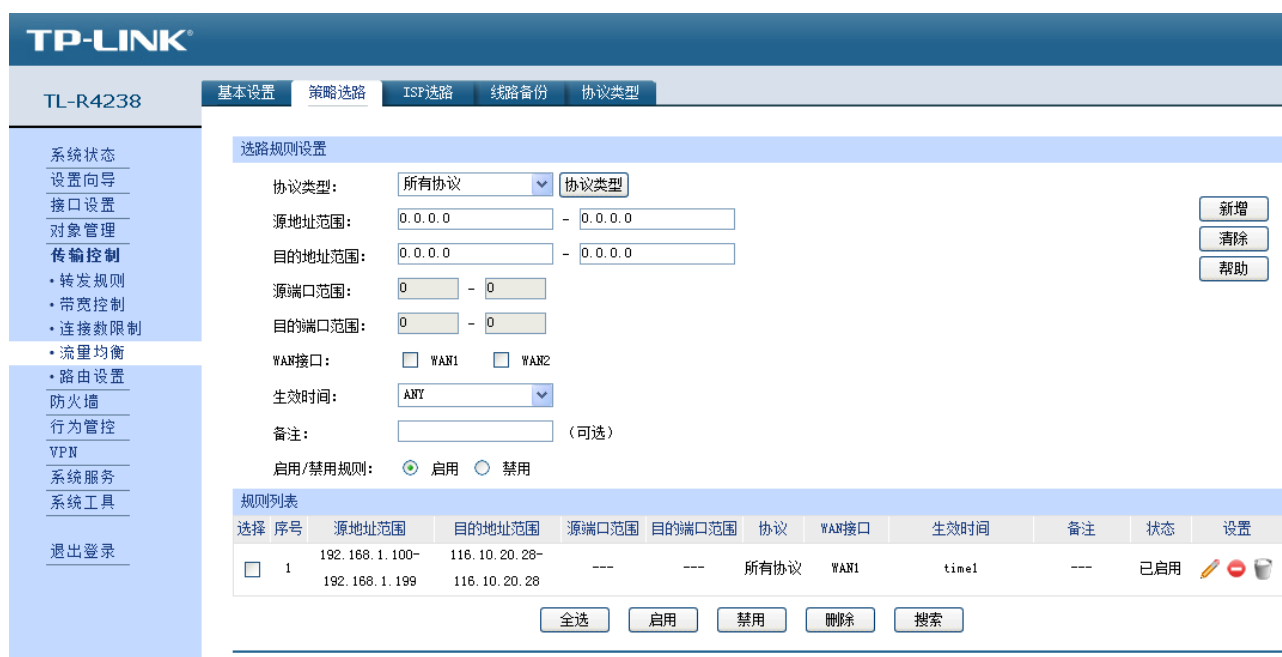 TP-LINK®
TL-R4238
基本设置 策略选路 ISP选路 线路备份 协议类型
系统状态
设置向导
接口设置
对象管理
传输控制
·转发规则
·带宽控制
·连接数限制
·流量均衡
·路由设置
防火墙
行为管控
VPN
系统服务
系统工具
退出登录
选路规则设置
协议类型: 所有协议 协议类型
源地址范围: 0.0.0.0 - 0.0.0.0
目的地址范围: 0.0.0.0 - 0.0.0.0
源端口范围: 0 - 0
目的端口范围: 0 - 0
WAN接口: WAN1 WAN2
生效时间: ANY
备注: (可选)
启用/禁用规则: 启用 禁用
新增
清除
帮助
规则列表
选择 序号 源地址范围 目的地址范围 源端口范围 目的端口范围 协议 WAN接口 生效时间 备注 状态 设置
192.168.1.100- 116.10.20.28-
1 --- --- 所有协议 WAN1 time1 --- 已启用
192.168.1.199 116.10.20.28
全选 启用 禁用 删除 搜索